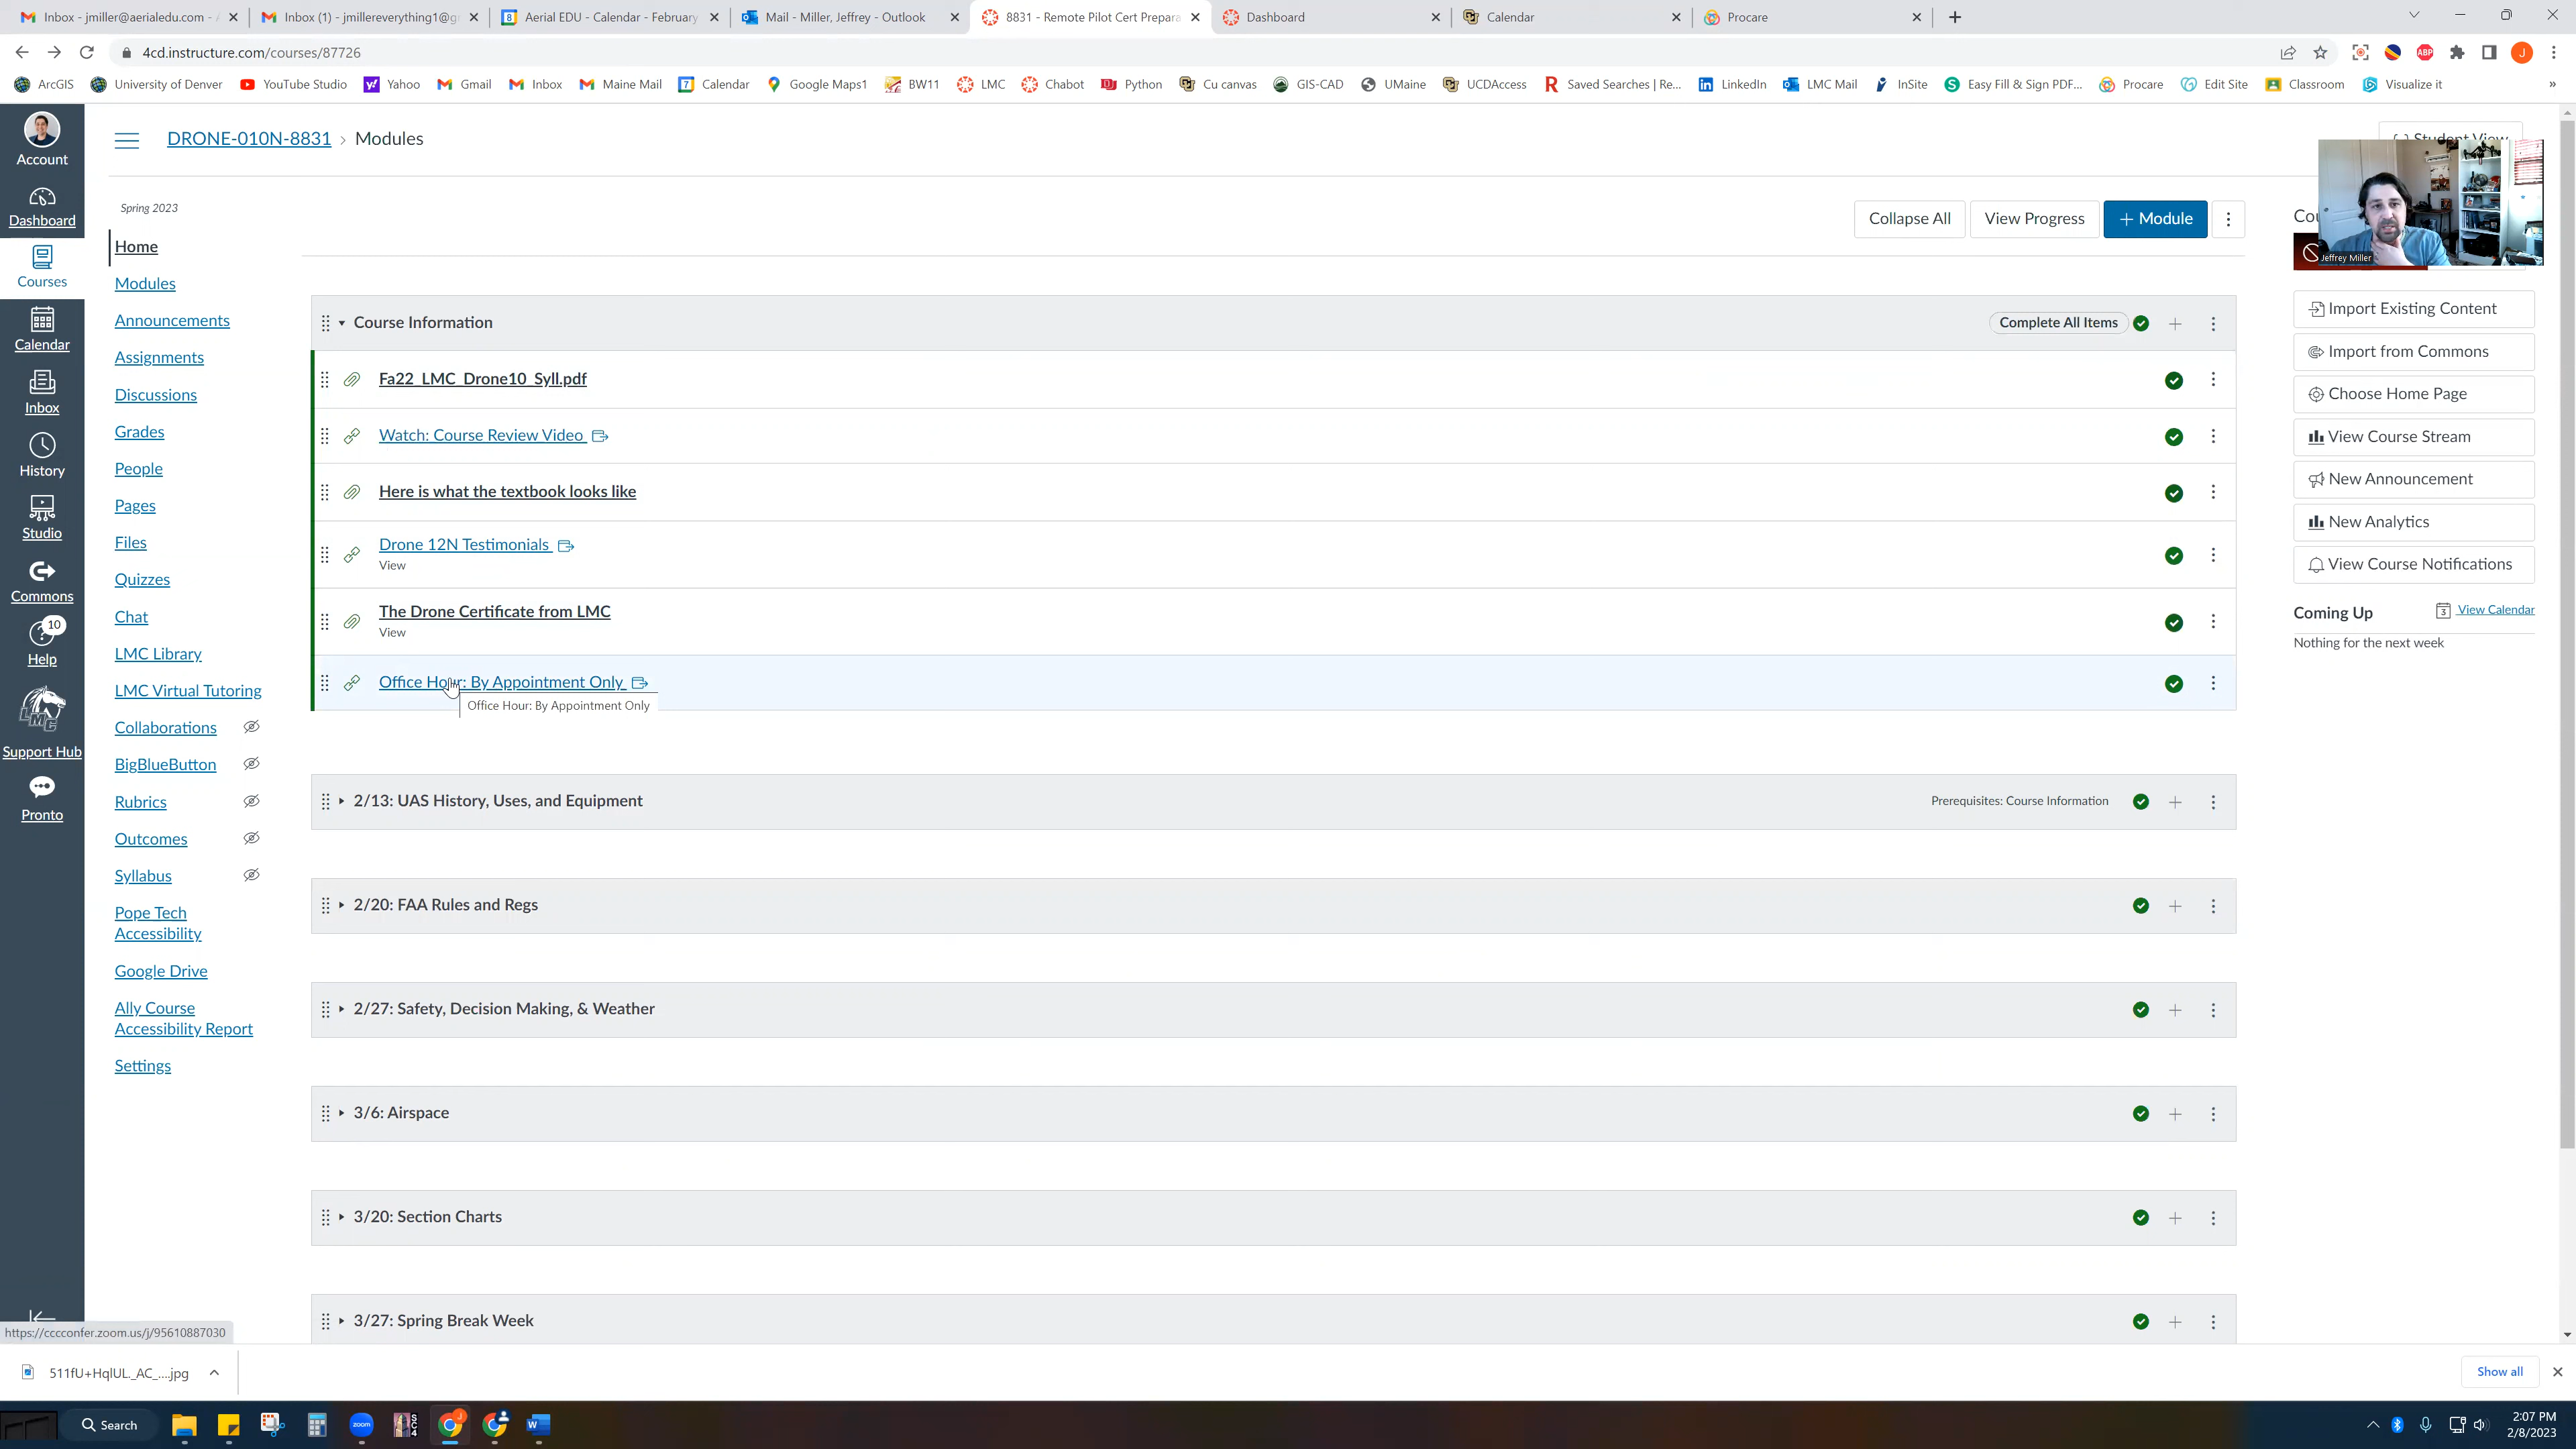 Inbox - jmiller@aerialedu.com - A
Inbox (1) - jmillereverything1@g
Aerial EDU - Calendar - February
Mail - Miller, Jeffrey - Outlook
8831 - Remote Pilot Cert Prepara
Dashboard
Calendar
Procare
4cd.instructure.com/courses/87726
ABP
J
ArcGIS
University of Denver
YouTube Studio
Yahoo
Gmail
Inbox
Maine Mail
Calendar
Google Maps1
BW11
LMC
Chabot
Python
Cu canvas
GIS-CAD
UMaine
UCDAccess
Saved Searches | Re...
LinkedIn
LMC Mail
InSite
Easy Fill & Sign PDF...
Procare
Edit Site
Classroom
Visualize it
»
DRONE-010N-8831 › Modules
Student View
Account
Dashboard
Courses
Calendar
Inbox
History
Studio
Commons
10
Help
LMC
Support Hub
Pronto
Spring 2023
Home
Modules
Announcements
Assignments
Discussions
Grades
People
Pages
Files
Quizzes
Chat
LMC Library
LMC Virtual Tutoring
Collaborations
BigBlueButton
Rubrics
Outcomes
Syllabus
Pope Tech
Accessibility
Google Drive
Ally Course
Accessibility Report
Settings
Collapse All
View Progress
+ Module
Course Information
Complete All Items
Fa22_LMC_Drone10_Syll.pdf
Watch: Course Review Video
Here is what the textbook looks like
Drone 12N Testimonials
View
The Drone Certificate from LMC
View
Office Hour: By Appointment Only
Office Hour: By Appointment Only
2/13: UAS History, Uses, and Equipment
Prerequisites: Course Information
2/20: FAA Rules and Regs
2/27: Safety, Decision Making, & Weather
3/6: Airspace
3/20: Section Charts
3/27: Spring Break Week
Cou
Jeffrey Miller
Import Existing Content
Import from Commons
Choose Home Page
View Course Stream
New Announcement
New Analytics
View Course Notifications
Coming Up
3 View Calendar
Nothing for the next week
https://cccconfer.zoom.us/j/95610887030
511fU+HqlUL._AC_....jpg
Show all
Search
zoom
SC4
W
2:07 PM
2/8/2023